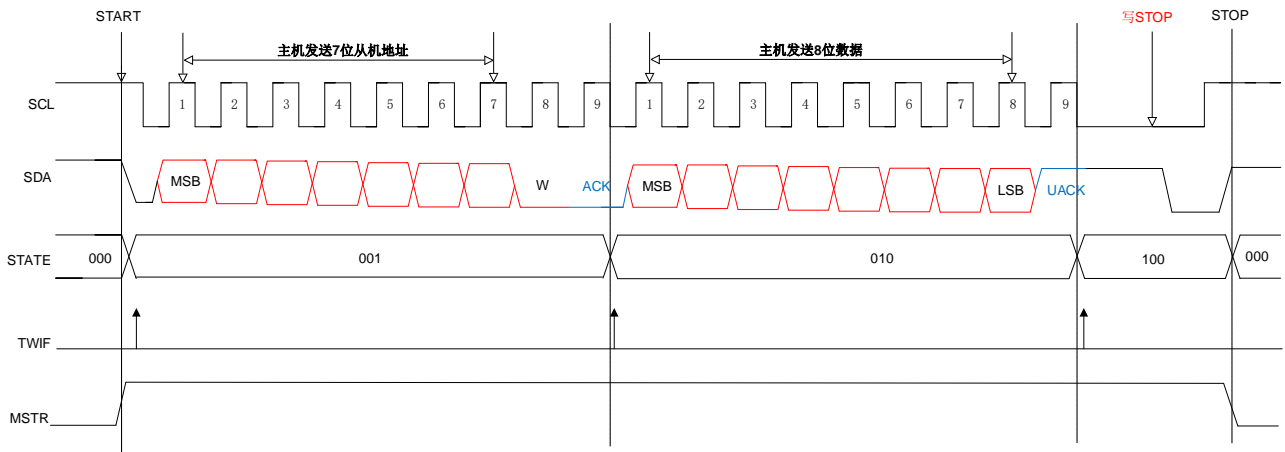 START 写STOP STOP
主机发送7位从机地址 主机发送8位数据
SCL 1 2 3 4 5 6 7 8 9 1 2 3 4 5 6 7 8 9
SDA MSB W ACK MSB LSB UACK
STATE 000 001 010 100 000
TWIF
MSTR